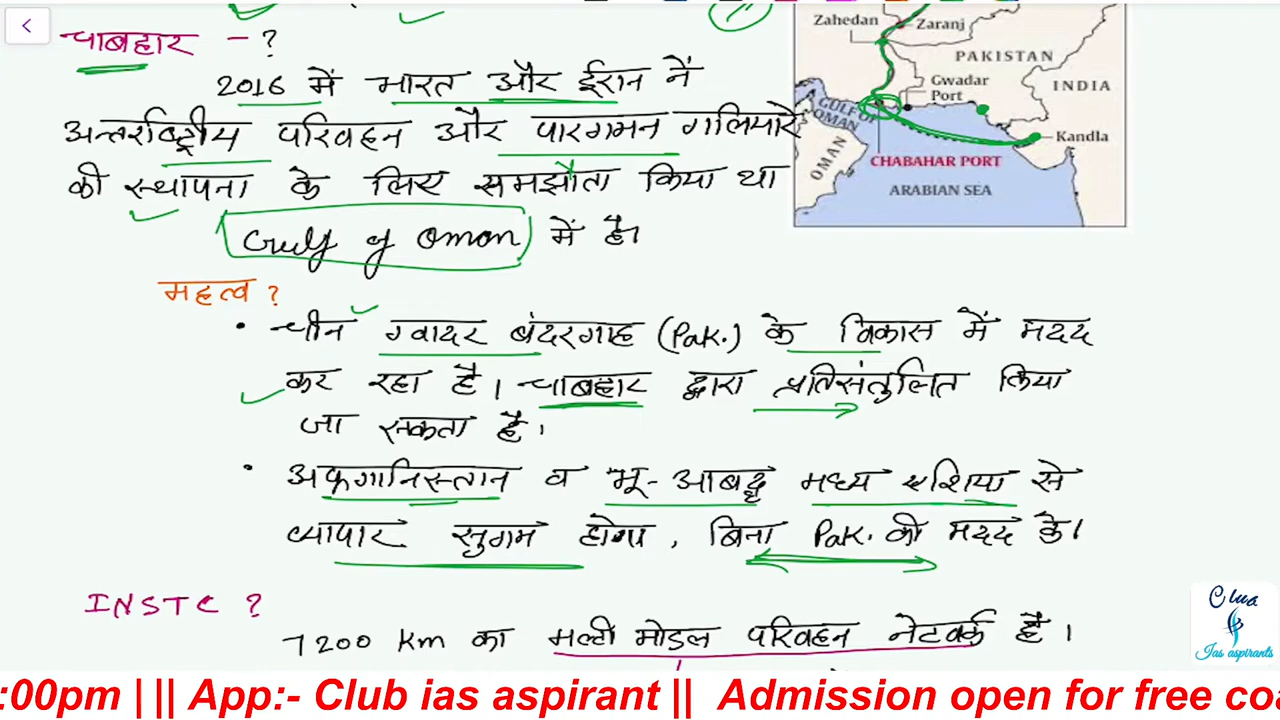 चाबहार - ?
2016 में भारत और ईरान नें
अन्तर्राष्ट्रीय परिवहन और पारगमन गलियारे
की स्थापना के लिए समझौता किया था
Gulf of Oman में है।
महत्व ?
• चीन ग्वादर बंदरगाह (Pak.) के विकास में मदद
कर रहा है। चाबहार द्वारा प्रतिसंतुलित किया
जा सकता है।
• अफगानिस्तान व भू-आबद्ध मध्य एशिया से
व्यापार सुगम होगा, बिना Pak. की मदद के।
INSTC ?
7200 Km का मल्टी मोडल परिवहन नेटवर्क है।
Zahedan
Zaranj
PAKISTAN
Gwadar
Port
INDIA
GULF OF
OMAN
Kandla
OMAN
CHABAHAR PORT
ARABIAN SEA
Club
Ias aspirants
:00pm | || App:- Club ias aspirant || Admission open for free cos